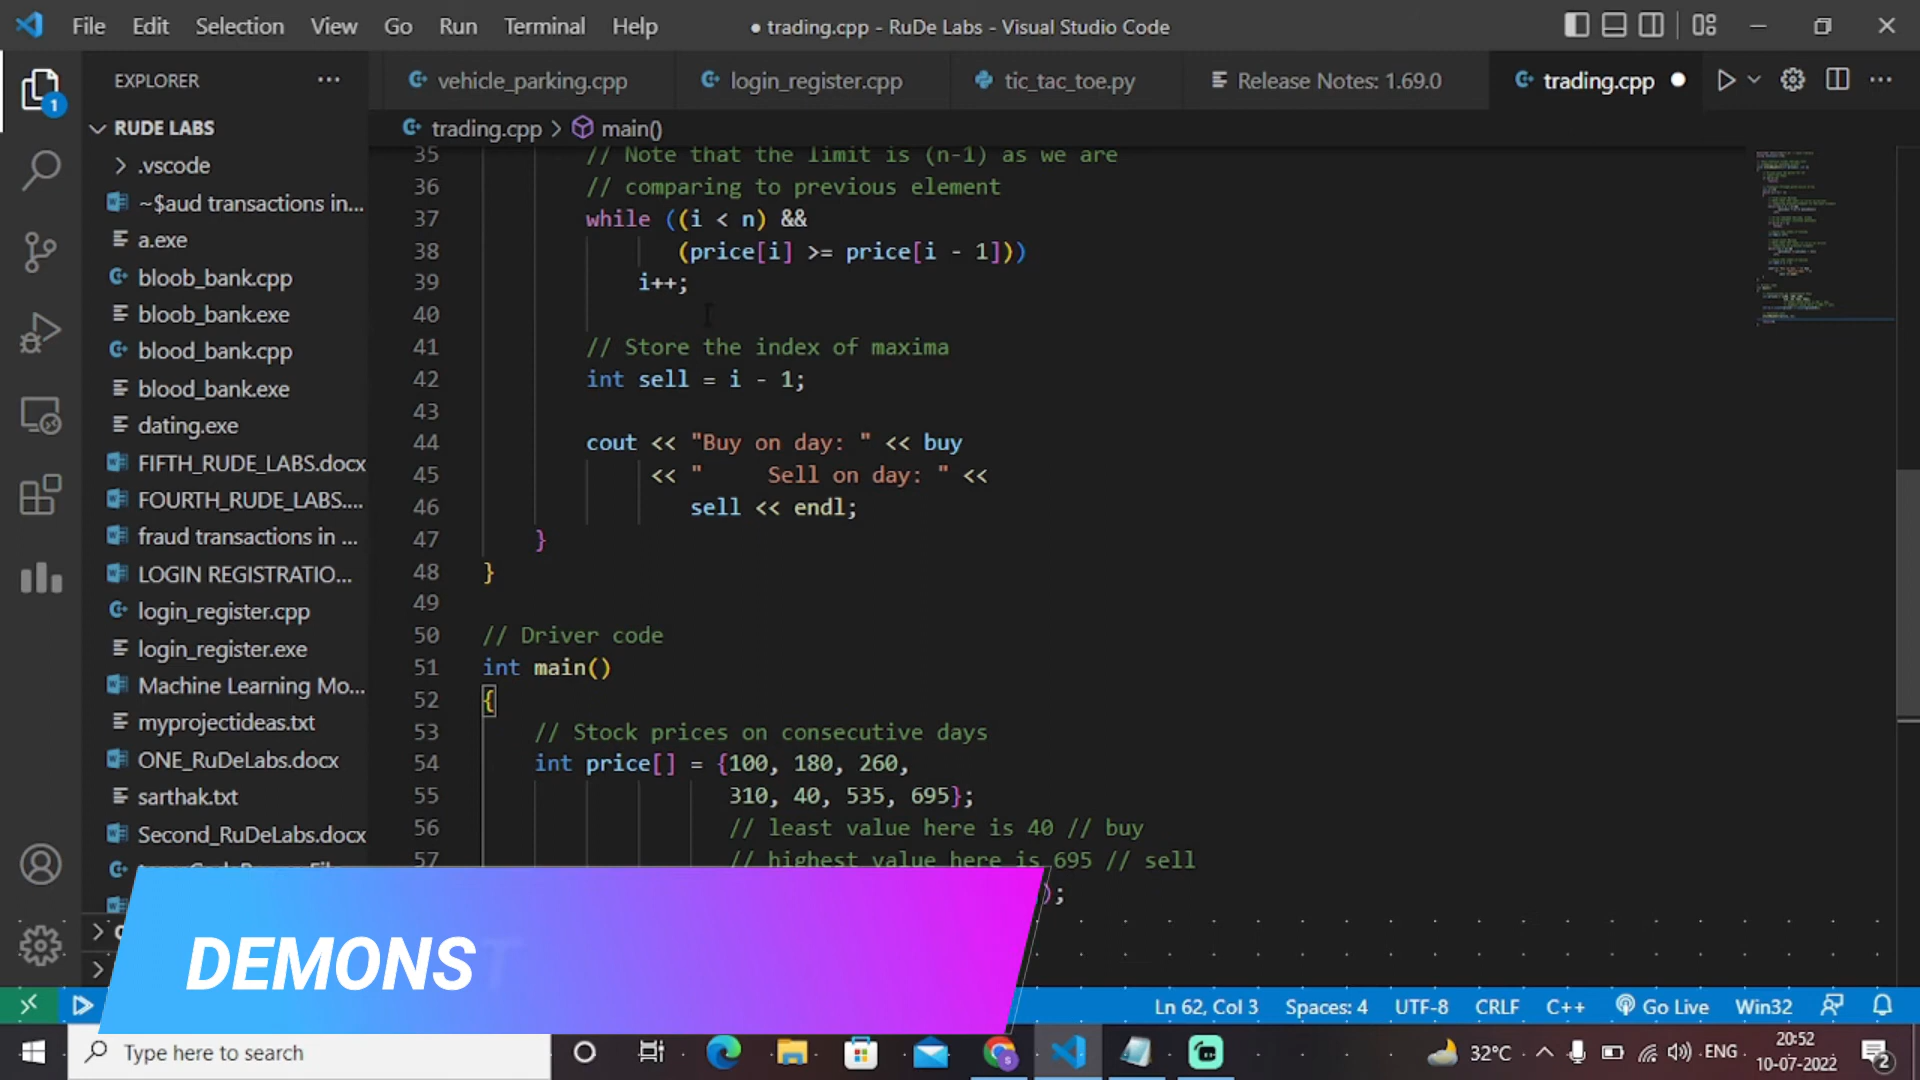 File Edit Selection View Go Run Terminal Help
● trading.cpp - RuDe Labs - Visual Studio Code
EXPLORER
vehicle_parking.cpp
login_register.cpp
tic_tac_toe.py
Release Notes: 1.69.0
trading.cpp
1
RUDE LABS
.vscode
~$aud transactions in...
a.exe
bloob_bank.cpp
bloob_bank.exe
blood_bank.cpp
blood_bank.exe
dating.exe
FIFTH_RUDE_LABS.docx
FOURTH_RUDE_LABS....
fraud transactions in ...
LOGIN REGISTRATIO...
login_register.cpp
login_register.exe
Machine Learning Mo...
myprojectideas.txt
ONE_RuDeLabs.docx
sarthak.txt
Second_RuDeLabs.docx
trading.cpp > main()
35 // Note that the limit is (n-1) as we are
36 // comparing to previous element
37 while ((i < n) &&
38 (price[i] >= price[i - 1]))
39 i++;
40
41 // Store the index of maxima
42 int sell = i - 1;
43
44 cout << "Buy on day: " << buy
45 << "     Sell on day: " <<
46 sell << endl;
47 }
48 }
49
50 // Driver code
51 int main()
52 {
53 // Stock prices on consecutive days
54 int price[] = {100, 180, 260,
55 310, 40, 535, 695};
56 // least value here is 40 // buy
57 // highest value here is 695 // sell
);
DEMONST
Ln 62, Col 3 Spaces: 4 UTF-8 CRLF C++ Go Live Win32
Type here to search
32°C ENG
20:52
10-07-2022
2